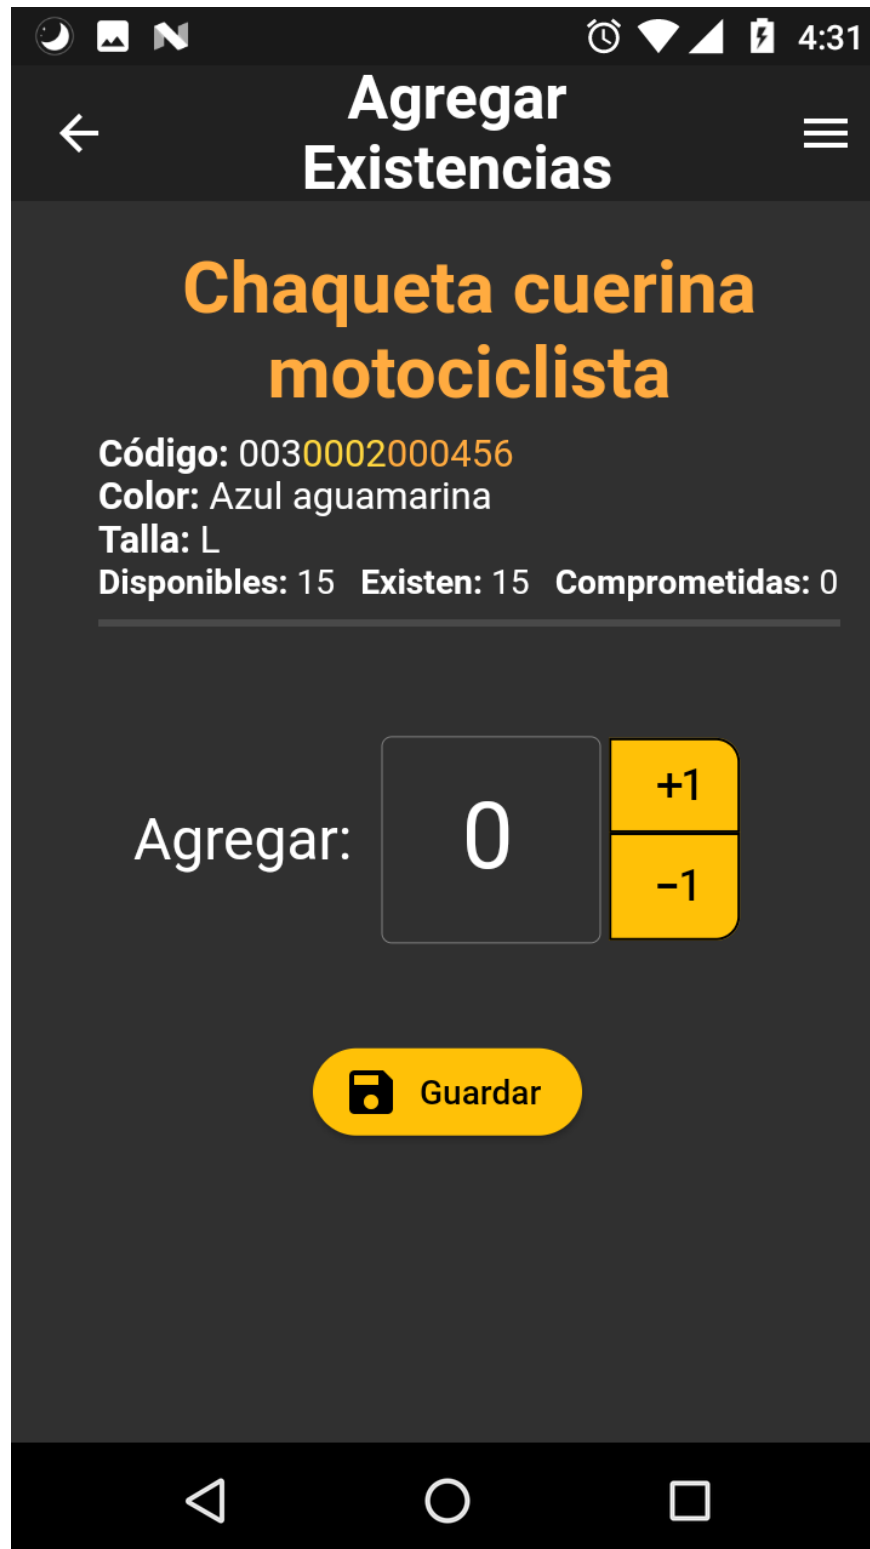 4:31
Agregar
Existencias
Chaqueta cuerina
motociclista
Código: 0030002000456
Color: Azul aguamarina
Talla: L
Disponibles: 15 Existen: 15 Comprometidas: 0
Agregar: 0
+1
-1
Guardar